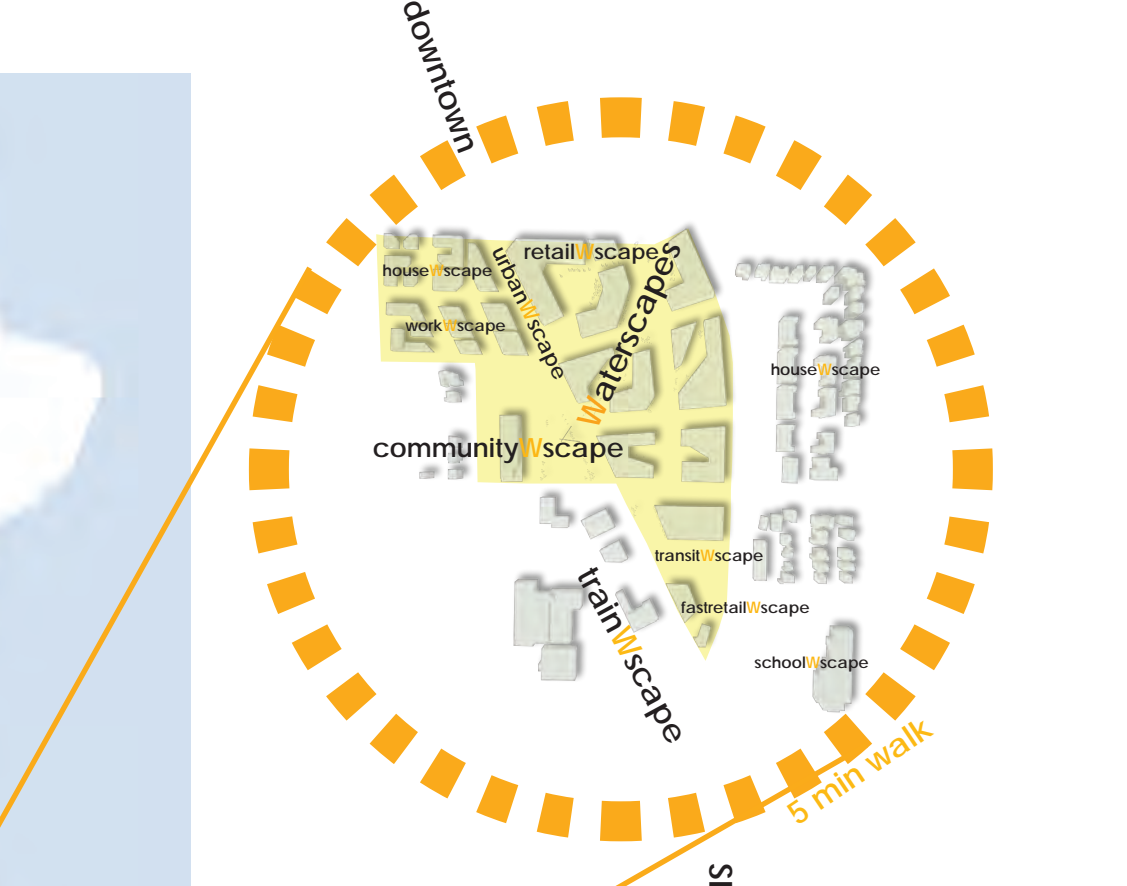 downtown
retailWscape
houseWscape
urbanWscape
Waterscapes
workWscape
houseWscape
communityWscape
transitWscape
trainWscape
fastretailWscape
schoolWscape
5 min walk